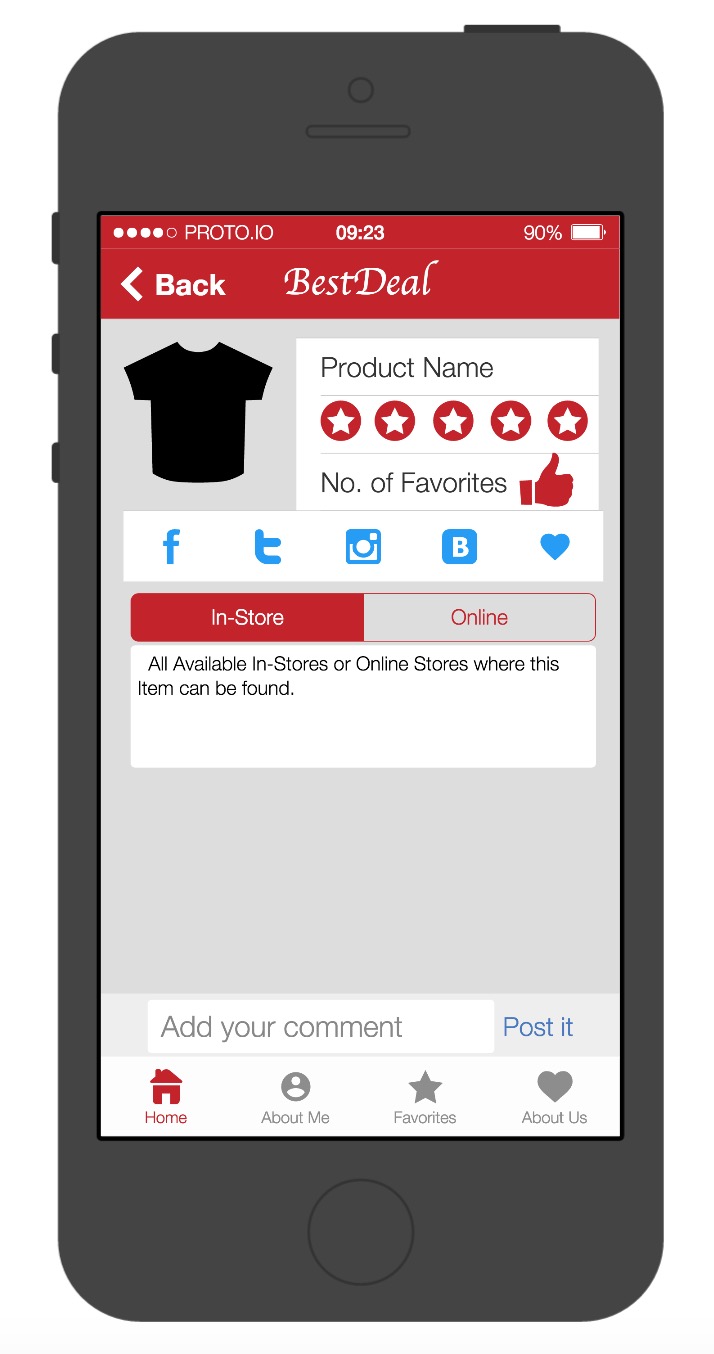 PROTO.IO 09:23 90%
Back BestDeal
Product Name
No. of Favorites
In-Store Online
All Available In-Stores or Online Stores where this
Item can be found.
Add your comment Post it
Home About Me Favorites About Us